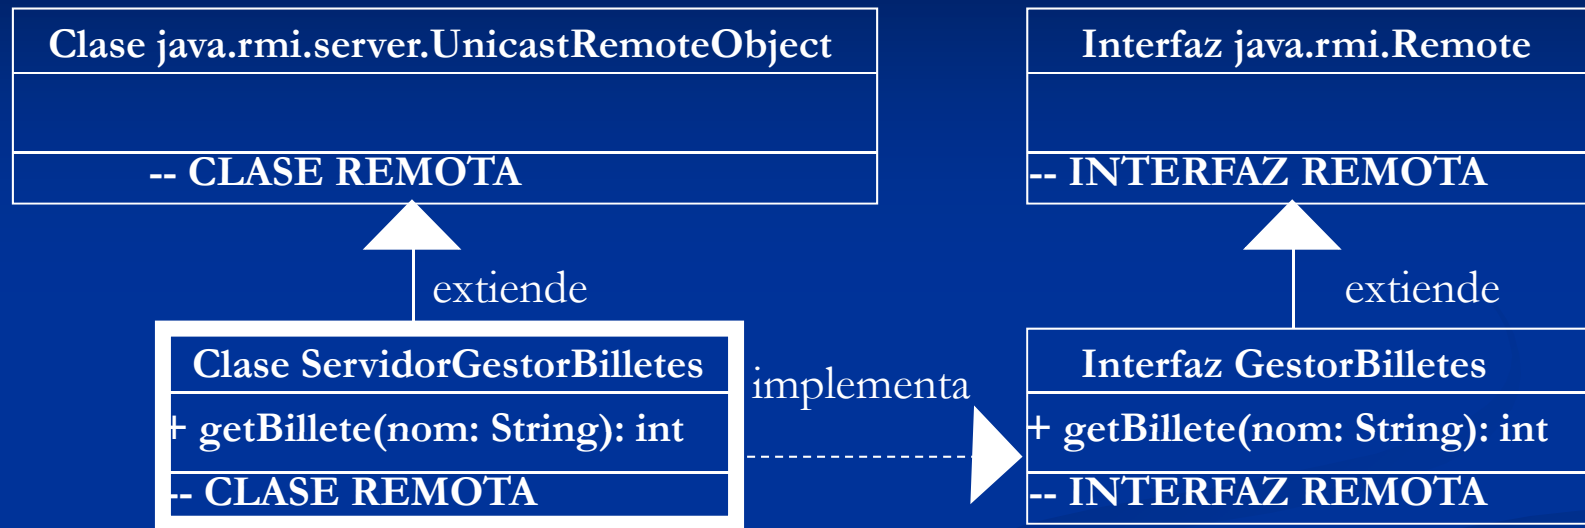 Clase java.rmi.server.UnicastRemoteObject
-- CLASE REMOTA
Interfaz java.rmi.Remote
-- INTERFAZ REMOTA
extiende
extiende
Clase ServidorGestorBilletes
+ getBillete(nom: String): int
-- CLASE REMOTA
implementa
Interfaz GestorBilletes
+ getBillete(nom: String): int
-- INTERFAZ REMOTA